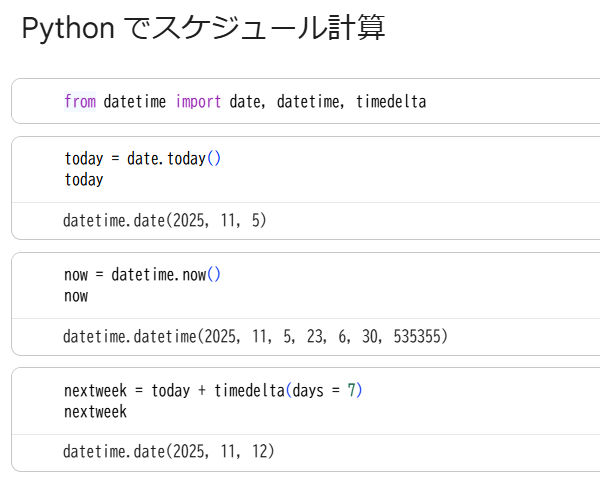 Python でスケジュール計算
from datetime import date, datetime, timedelta
today = date.today()
today
datetime.date(2025, 11, 5)
now = datetime.now()
now
datetime.datetime(2025, 11, 5, 23, 6, 30, 535355)
nextweek = today + timedelta(days = 7)
nextweek
datetime.date(2025, 11, 12)